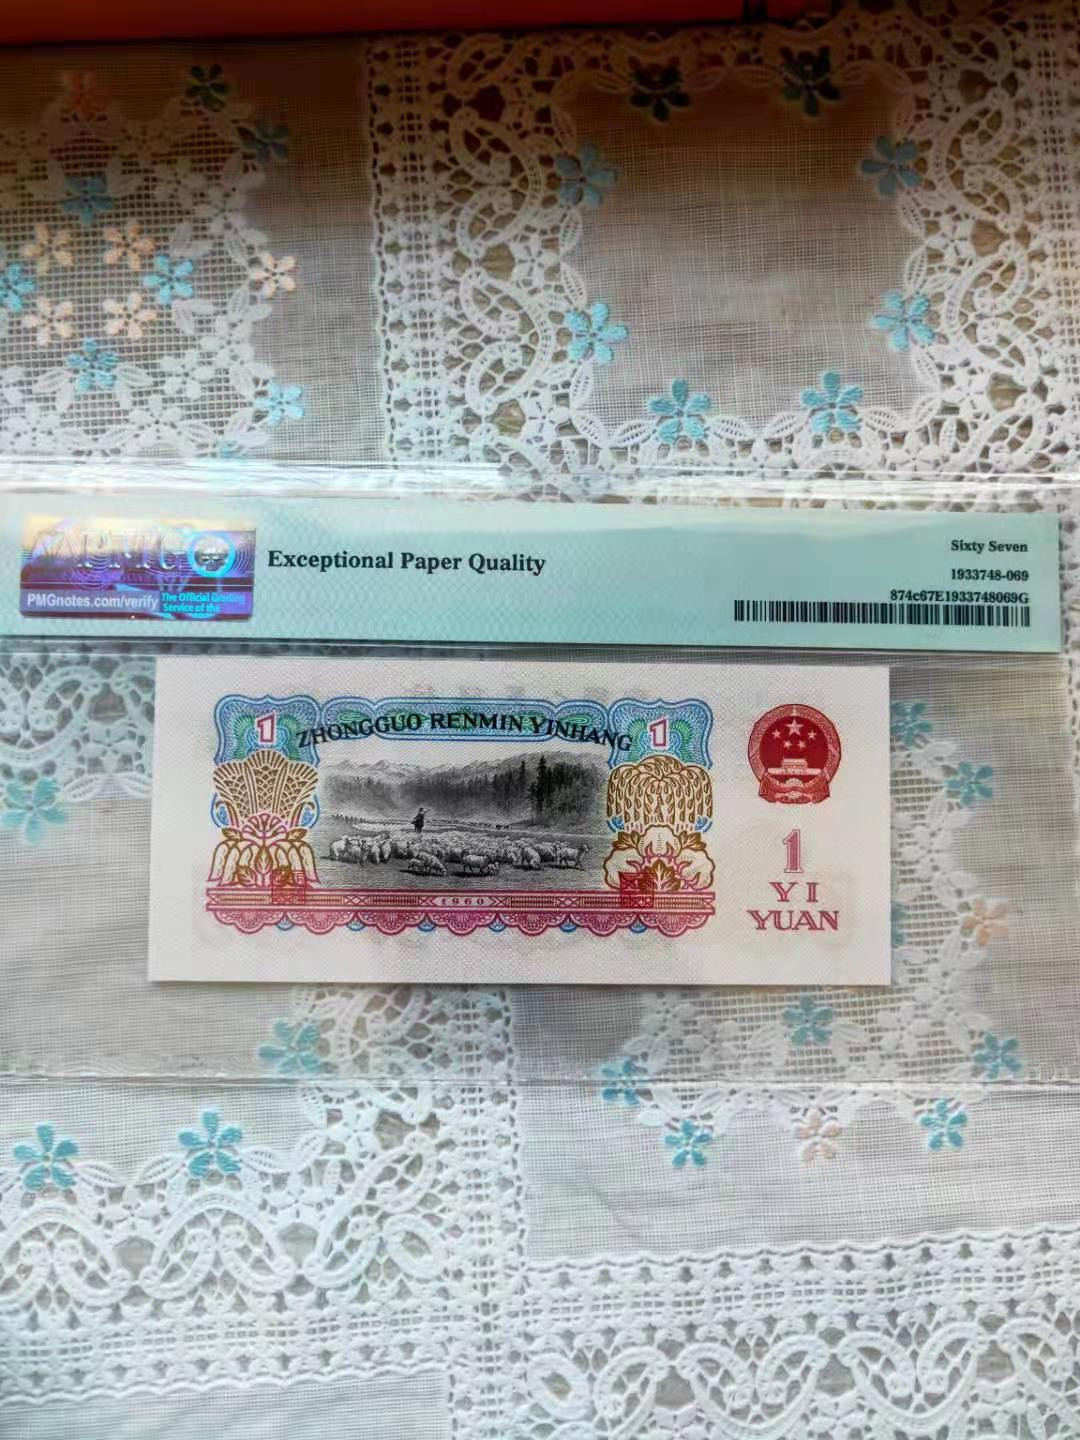 PMG
PMGnotes.com/verify
The Official Grading
Service of the
Exceptional Paper Quality
Sixty Seven
1933748-069
874c67E1933748069G
1
ZHONGGUO RENMIN YINHANG
1
1960
1
YI
YUAN